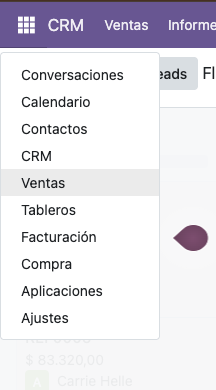 CRM Ventas Informe
Conversaciones
eads Fl
Calendario
Contactos
CRM
Ventas
Tableros
Facturación
Compra
Aplicaciones
Ajustes
$ 83.320,00
A Carrie Helle